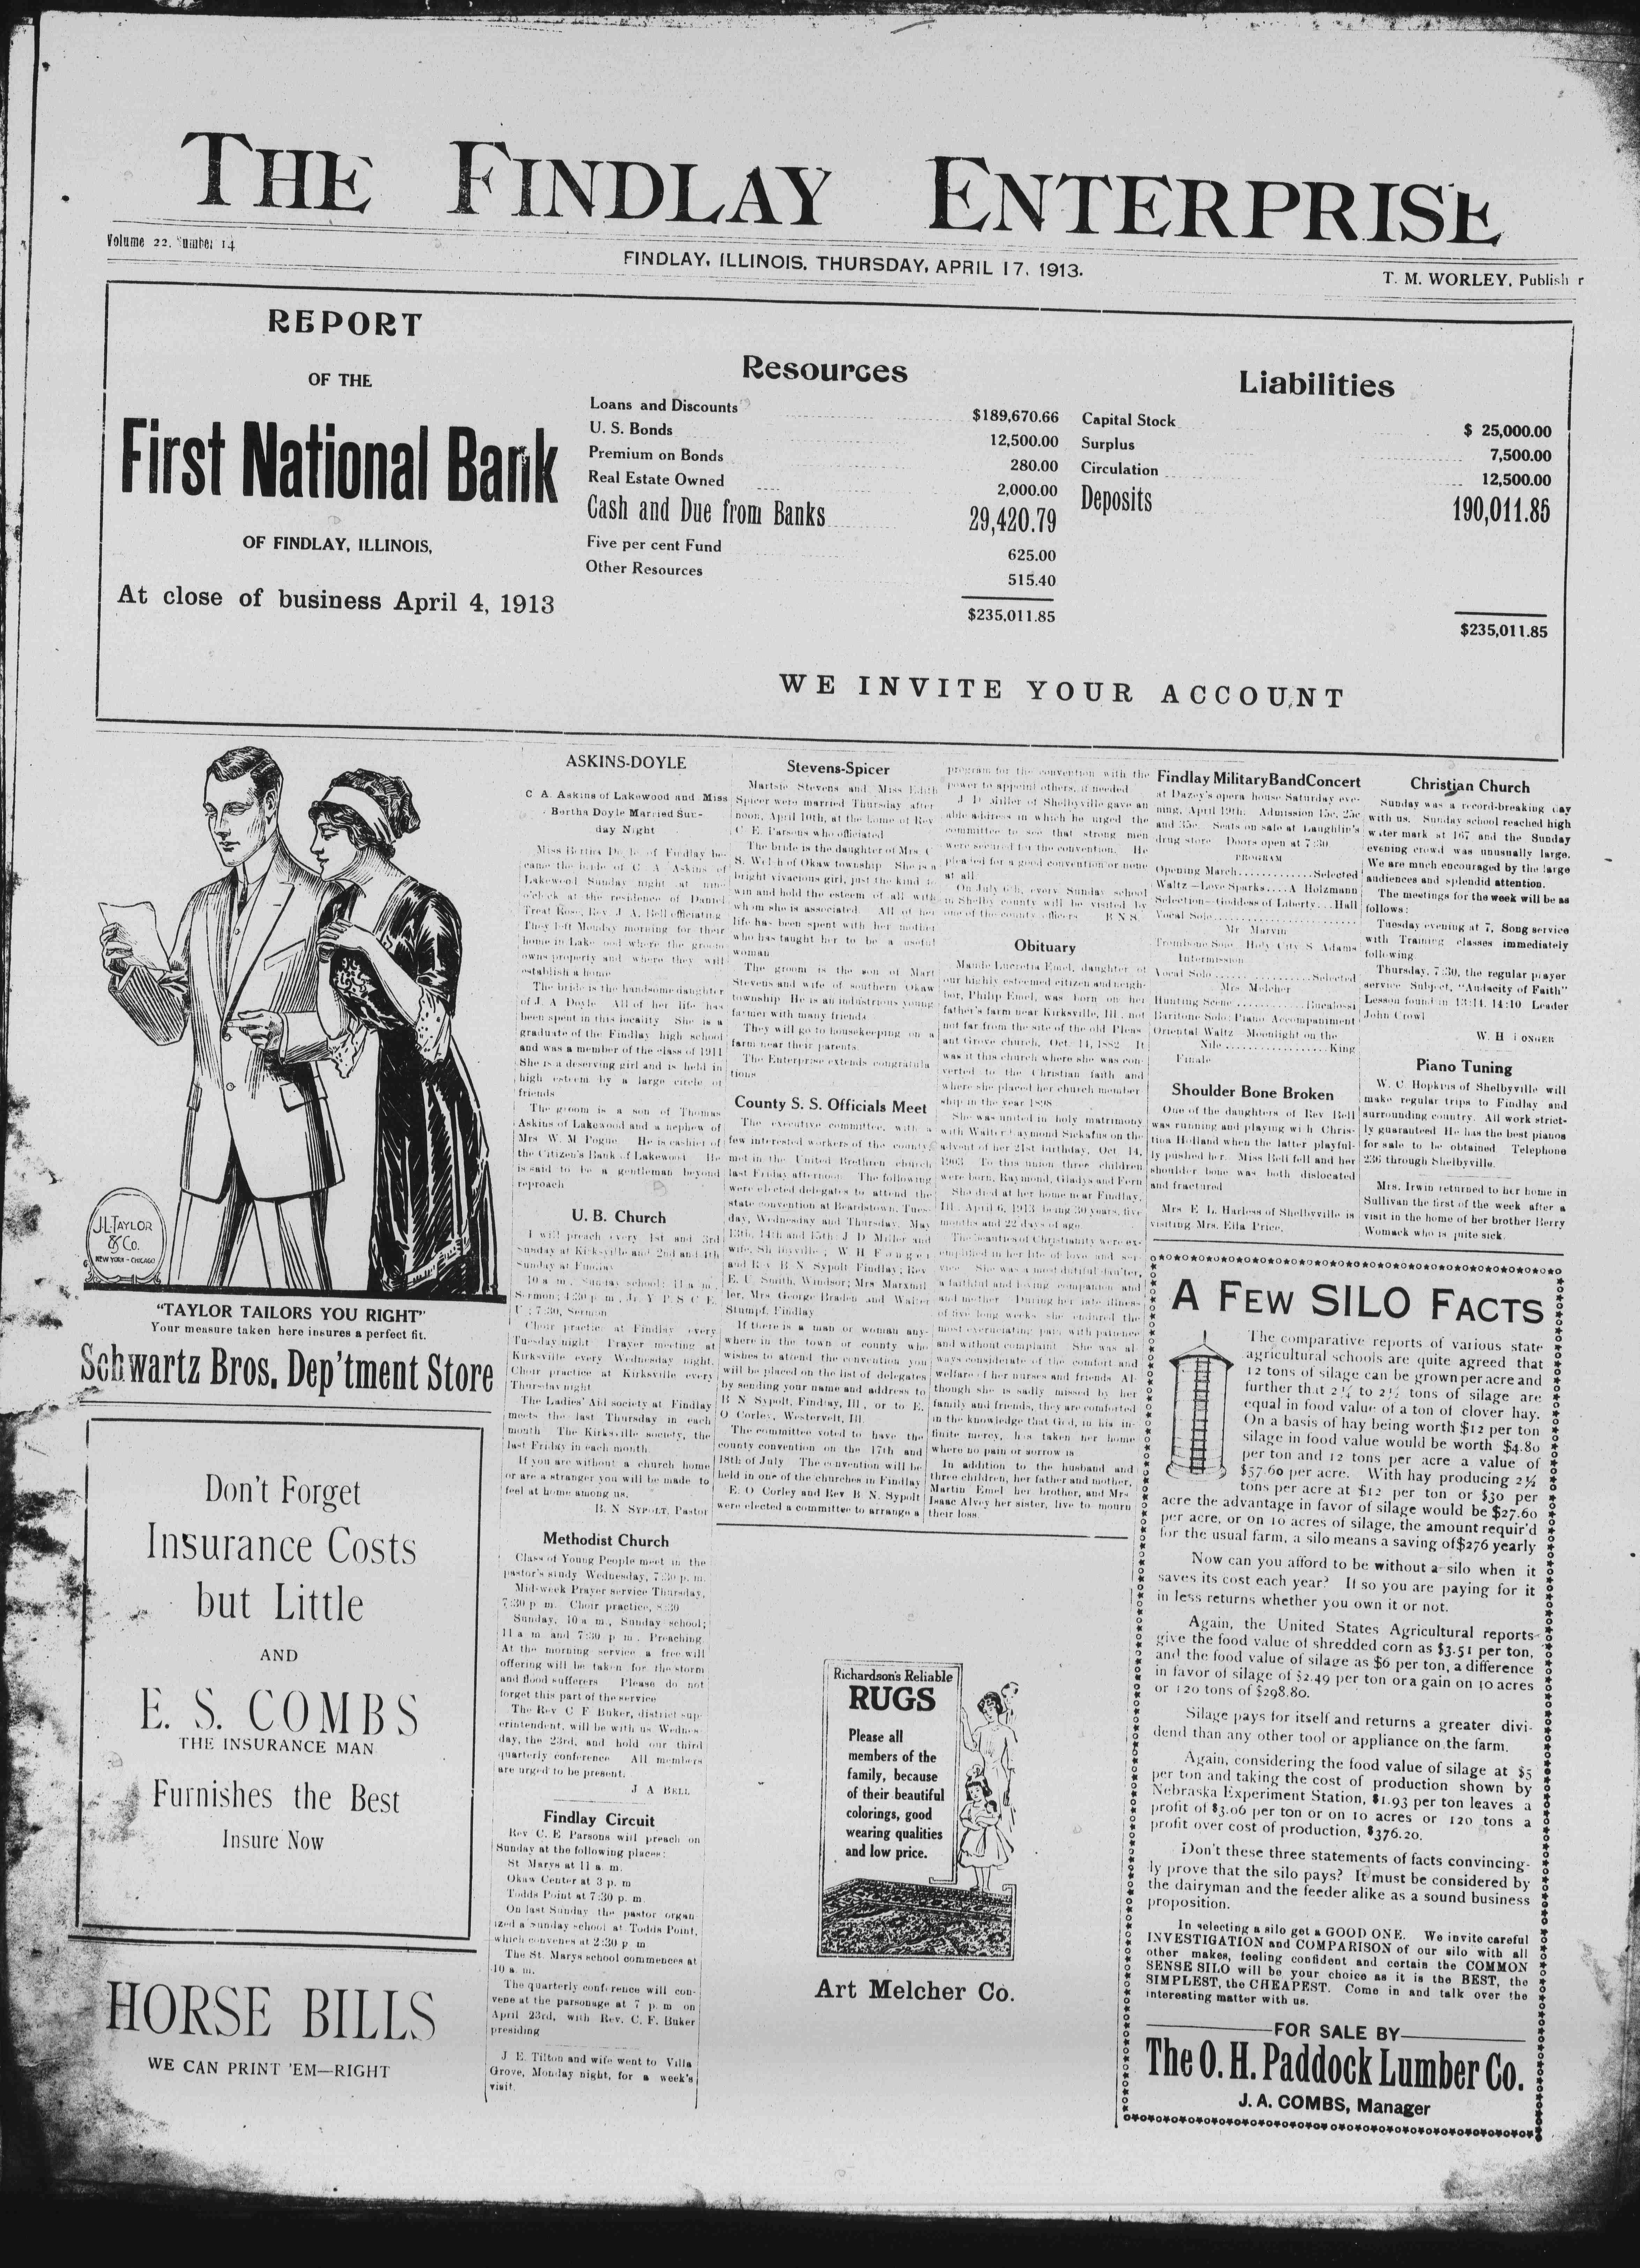 THE FINDLAY ENTERPRISE
Volume 22. Number 14
FINDLAY, ILLINOIS, THURSDAY, APRIL 17, 1913.
T. M. WORLEY, Publish r
REPORT
OF THE
First National Bank
OF FINDLAY, ILLINOIS,
At close of business April 4, 1913
Resources
Loans and Discounts $189,670.66
U. S. Bonds 12,500.00
Premium on Bonds 280.00
Real Estate Owned 2,000.00
Cash and Due from Banks 29,420.79
Five per cent Fund 625.00
Other Resources 515.40
$235,011.85
Liabilities
Capital Stock $ 25,000.00
Surplus 7,500.00
Circulation 12,500.00
Deposits 190,011.85
$235,011.85
WE INVITE YOUR ACCOUNT
J.L. TAYLOR
& Co.
NEW YORK - CHICAGO
"TAYLOR TAILORS YOU RIGHT"
Your measure taken here insures a perfect fit.
Schwartz Bros. Dep'tment Store
Don't Forget
Insurance Costs
but Little
AND
E. S. COMBS
THE INSURANCE MAN
Furnishes the Best
Insure Now
HORSE BILLS
WE CAN PRINT 'EM—RIGHT
ASKINS-DOYLE
C A. Askins of Lakewood and Miss
Bertha Doyle Married Sun-
day Night
Miss Bertha Doyle of Findlay be-
came the bride of C A Askins of
Lakewood Sunday night at nine
o'clock at the residence of Daniel
Treat Rose, Rev J. A. Bell officiating
They left Monday morning for their
home in Lakewood where the groom
owns property and where they will
establish a home
The bride is the handsome daughter
of J. A Doyle All of her life has
been spent in this locality She is a
graduate of the Findlay high school
and was a member of the class of 1911
She is a deserving girl and is held in
high esteem by a large circle of
friends
The groom is a son of Thomas
Askins of Lakewood and a nephew of
Mrs W. M Pogue. He is cashier of
the Citizen's Bank of Lakewood He
is said to be a gentleman beyond
reproach
U. B. Church
I will preach every 1st and 3rd
Sunday at Kirksville and 2nd and 4th
Sunday at Findlay
10 a m. Sunday school; 11 a m.
Sermon; 4:30 p m, Jr. Y P. S C E
U; 7:30, Sermon
Choir practice at Findlay every
Tuesday night Prayer meeting at
Kirksville every Wednesday night.
Choir practice at Kirksville every
Thursday night
The Ladies' Aid society at Findlay
meets the last Thursday in each
month The Kirksville society, the
last Friday in each month.
If you are without a church home
or are a stranger you will be made to
feel at home among us.
B. N SYPOLT, Pastor
Methodist Church
Class of Young People meet in the
pastor's study Wednesday, 7:30 p. m.
Mid-week Prayer service Thursday,
7:30 p m. Choir practice, 8:30
Sunday, 10 a m., Sunday school;
11 a m and 7:30 p m. Preaching.
At the morning service a free will
offering will be taken for the storm
and flood sufferers Please do not
forget this part of the service
The Rev C F Buker, district sup-
erintendent, will be with us Wednes-
day, the 23rd, and hold our third
quarterly conference All members
are urged to be present.
J A BELL
Findlay Circuit
Rev C. E Parsons will preach on
Sunday at the following places:
St Marys at 11 a. m.
Okaw Center at 3 p. m
Todds Point at 7:30 p. m.
On last Sunday the pastor organ
ized a sunday school at Todds Point,
which convenes at 2:30 p m
The St. Marys school commences at
10 a. m.
The quarterly conference will con-
vene at the parsonage at 7 p. m on
April 23rd, with Rev. C. F. Buker
presiding
J E. Tilton and wife went to Villa
Grove, Monday night, for a week's
visit.
Stevens-Spicer
Martsie Stevens and Miss Edith
Spicer were married Thursday after
noon, April 10th, at the home of Rev
C E. Parsons who officiated
The bride is the daughter of Mrs C
S. Welsh of Okaw township She is a
bright vivacious girl, just the kind to
win and hold the esteem of all with
whom she is associated. All of her
life has been spent with her mother
who has taught her to be a useful
woman
The groom is the son of Mart
Stevens and wife of southern Okaw
township He is an industrious young
farmer with many friends
They will go to housekeeping on a
farm near their parents.
The Enterprise extends congratula
tions
County S. S. Officials Meet
The executive committee, with a
few interested workers of the county
met in the United Brethren church
last Friday afternoon The following
were elected delegates to attend the
state convention at Beardstown, Tues-
day, Wednesday and Thursday. May
13th, 14th and 15th: J D Miller and
wife, Shelbyville; W H
and Rev B N. Sypolt Findlay; Rev
E. U. Smith, Windsor; Mrs Marxmil
ler, Mrs George Braden and Walter
Stumpf, Findlay
If there is a man or woman any-
where in the town or county who
wishes to attend the convention you
will be placed on the list of delegates
by sending your name and address to
B N Sypolt, Findlay, Ill, or to E.
O Corley, Westervelt, Ill.
The committee voted to have the
county convention on the 17th and
18th of July The convention will be
held in one of the churches in Findlay
E. O Corley and Rev B. N. Sypolt
were elected a committee to arrange a
program for the convention with the
power to appoint others, if needed
J D Miller of Shelbyville gave an
able address in which he urged the
committee to see that strong men
were secured for the convention. He
pleaded for a good convention or none
at all
On July 6th, every Sunday school
in Shelby county will be visited by
one of the county officers B N S.
Obituary
Maude Lucretia Emel, daughter of
our highly esteemed citizen and neigh-
bor, Philip Emel, was born on her
father's farm near Kirksville, Ill, not
not far from the site of the old Pleas
ant Grove church, Oct. 14, 1882 It
was it this church where she was con-
verted to the Christian faith and
where she placed her church member
ship in the year 1898
She was united in holy matrimony
with Walter Raymond Sickafus on the
advent of her 21st birthday, Oct 14,
1903 To this union three children
were born, Raymond, Gladys and Fern
She died at her home near Findlay,
Ill. April 6, 1913 being 30 years, five
months and 22 days of age
The beauties of Christianity were ex-
emplified in her life of love and ser-
vice She was a most dutiful daughter,
a faithful and loving companion and
and mother During her late illness
of five long weeks she endured the
most excruciating pain with patience
and without complaint She was al-
ways considerate of the comfort and
welfare of her nurses and friends Al-
though she is sadly missed by her
family and friends, they are comforted
in the knowledge that God, in his in-
finite mercy, has taken her home
where no pain or sorrow is
In addition to the husband and
three children, her father and mother,
Martin Emel her brother, and Mrs
Isaac Alvey her sister, live to mourn
their loss
Richardson's Reliable
RUGS
Please all
members of the
family, because
of their beautiful
colorings, good
wearing qualities
and low price.
Art Melcher Co.
Findlay Military Band Concert
at Dazey's opera house Saturday eve-
ning, April 19th. Admission 15c, 25c
and 35c. Seats on sale at Laughlin's
drug store Doors open at 7:30
PROGRAM
Opening March............Selected
Waltz—Love Sparks....A Holzmann
Selection—Goddess of Liberty...Hall
Vocal Solo
Mr Marvin
Trombone Solo Holy City S Adams
Intermission
Vocal Solo...............Selected
Mrs Melcher
Hunting Scene............Bucalossi
Baritone Solo: Piano Accompaniment
Oriental Waltz Moonlight on the
Nile.................King
Finale
Shoulder Bone Broken
One of the daughters of Rev Bell
was running and playing with Chris-
tina Holland when the latter playful-
ly pushed her. Miss Bell fell and her
shoulder bone was both dislocated
and fractured
Mrs E L. Harless of Shelbyville is
visiting Mrs. Ella Price.
Christian Church
Sunday was a record-breaking day
with us. Sunday school reached high
water mark at 167 and the Sunday
evening crowd was unusually large.
We are much encouraged by the large
audiences and splendid attention.
The meetings for the week will be as
follows:
Tuesday evening at 7, Song service
with Training classes immediately
following
Thursday, 7:30, the regular prayer
service Subject, "Audacity of Faith"
Lesson found in 13:14, 14:10 Leader
John Crowl
W. H
Piano Tuning
W. C Hopkins of Shelbyville will
make regular trips to Findlay and
surrounding country. All work strict-
ly guaranteed He has the best pianos
for sale to be obtained Telephone
236 through Shelbyville.
Mrs. Irwin returned to her home in
Sullivan the first of the week after a
visit in the home of her brother Berry
Womack who is quite sick.
A FEW SILO FACTS
The comparative reports of various state
agricultural schools are quite agreed that
12 tons of silage can be grown per acre and
further that 2¼ to 2½ tons of silage are
equal in food value of a ton of clover hay.
On a basis of hay being worth $12 per ton
silage in food value would be worth $4.80
per ton and 12 tons per acre a value of
$57.60 per acre. With hay producing 2½
tons per acre at $12 per ton or $30 per
acre the advantage in favor of silage would be $27.60
per acre, or on 10 acres of silage, the amount requir'd
for the usual farm, a silo means a saving of $276 yearly
Now can you afford to be without a silo when it
saves its cost each year? If so you are paying for it
in less returns whether you own it or not.
Again, the United States Agricultural reports
give the food value of shredded corn as $3.51 per ton,
and the food value of silage as $6 per ton, a difference
in favor of silage of $2.49 per ton or a gain on 10 acres
or 120 tons of $298.80.
Silage pays for itself and returns a greater divi-
dend than any other tool or appliance on the farm.
Again, considering the food value of silage at $5
per ton and taking the cost of production shown by
Nebraska Experiment Station, $1.93 per ton leaves a
profit of $3.06 per ton or on 10 acres or 120 tons a
profit over cost of production, $376.20.
Don't these three statements of facts convincing-
ly prove that the silo pays? It must be considered by
the dairyman and the feeder alike as a sound business
proposition.
In selecting a silo get a GOOD ONE. We invite careful
INVESTIGATION and COMPARISON of our silo with all
other makes, feeling confident and certain the COMMON
SENSE SILO will be your choice as it is the BEST, the
SIMPLEST, the CHEAPEST. Come in and talk over the
interesting matter with us.
FOR SALE BY
The O. H. Paddock Lumber Co.
J. A. COMBS, Manager